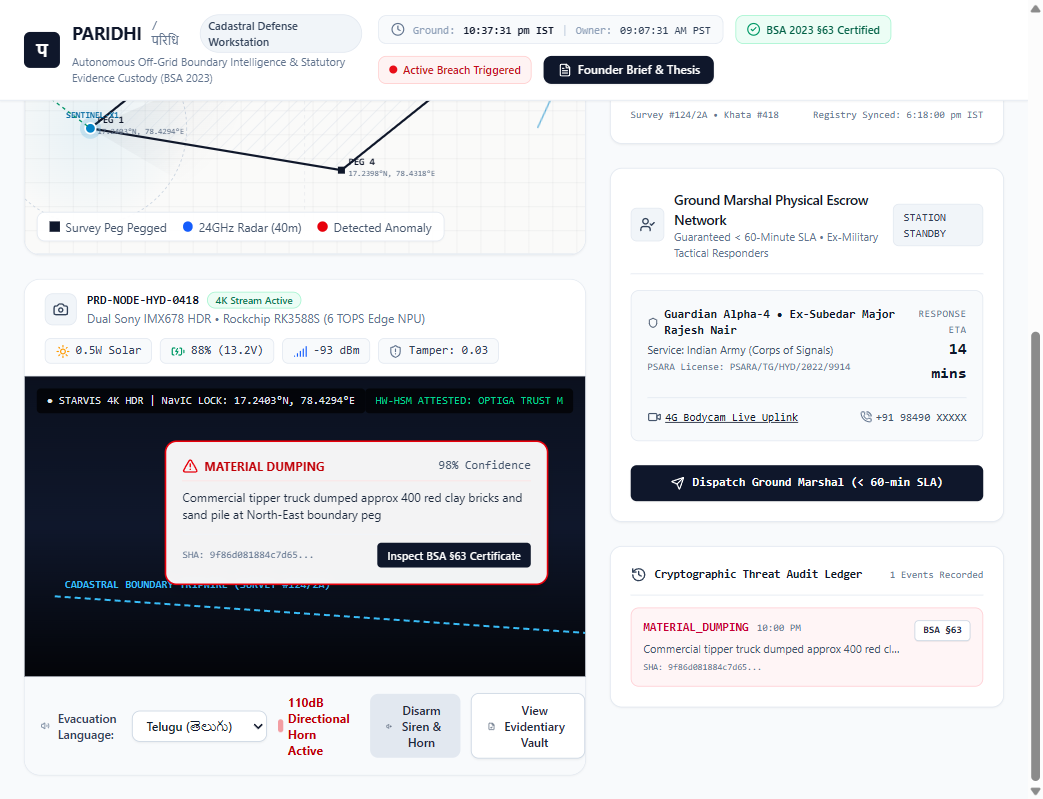 प
PARIDHI
/
परिधि
Cadastral Defense
Workstation
Autonomous Off-Grid Boundary Intelligence & Statutory
Evidence Custody (BSA 2023)
Ground: 10:37:31 pm IST | Owner: 09:07:31 AM PST
BSA 2023 §63 Certified
Active Breach Triggered
Founder Brief & Thesis
PEG 1
PEG 4
17.2398°N, 78.4318°E
Survey Peg Pegged
24GHz Radar (40m)
Detected Anomaly
PRD-NODE-HYD-0418
4K Stream Active
Dual Sony IMX678 HDR • Rockchip RK3588S (6 TOPS Edge NPU)
0.5W Solar
88% (13.2V)
-93 dBm
Tamper: 0.03
● STARVIS 4K HDR | NavIC LOCK: 17.2403°N, 78.4294°E
HW-HSM ATTESTED: OPTIGA TRUST M
MATERIAL DUMPING
98% Confidence
Commercial tipper truck dumped approx 400 red clay bricks and
sand pile at North-East boundary peg
SHA: 9f86d081884c7d65...
Inspect BSA §63 Certificate
CADASTRAL BOUNDARY TRIPWIRE (SURVEY #124/2A)
Evacuation
Language:
Telugu (తెలుగు)
110dB
Directional
Horn
Active
Disarm
Siren &
Horn
View
Evidentiary
Vault
Survey #124/2A • Khata #418
Registry Synced: 6:18:00 pm IST
Ground Marshal Physical Escrow
Network
Guaranteed < 60-Minute SLA • Ex-Military
Tactical Responders
STATION
STANDBY
Guardian Alpha-4 • Ex-Subedar Major
Rajesh Nair
Service: Indian Army (Corps of Signals)
PSARA License: PSARA/TG/HYD/2022/9914
RESPONSE
ETA
14
mins
4G Bodycam Live Uplink
+91 98490 XXXXX
Dispatch Ground Marshal (< 60-min SLA)
Cryptographic Threat Audit Ledger
1 Events Recorded
MATERIAL_DUMPING 10:00 PM
BSA §63
Commercial tipper truck dumped approx 400 red cl...
SHA: 9f86d081884c7d65...